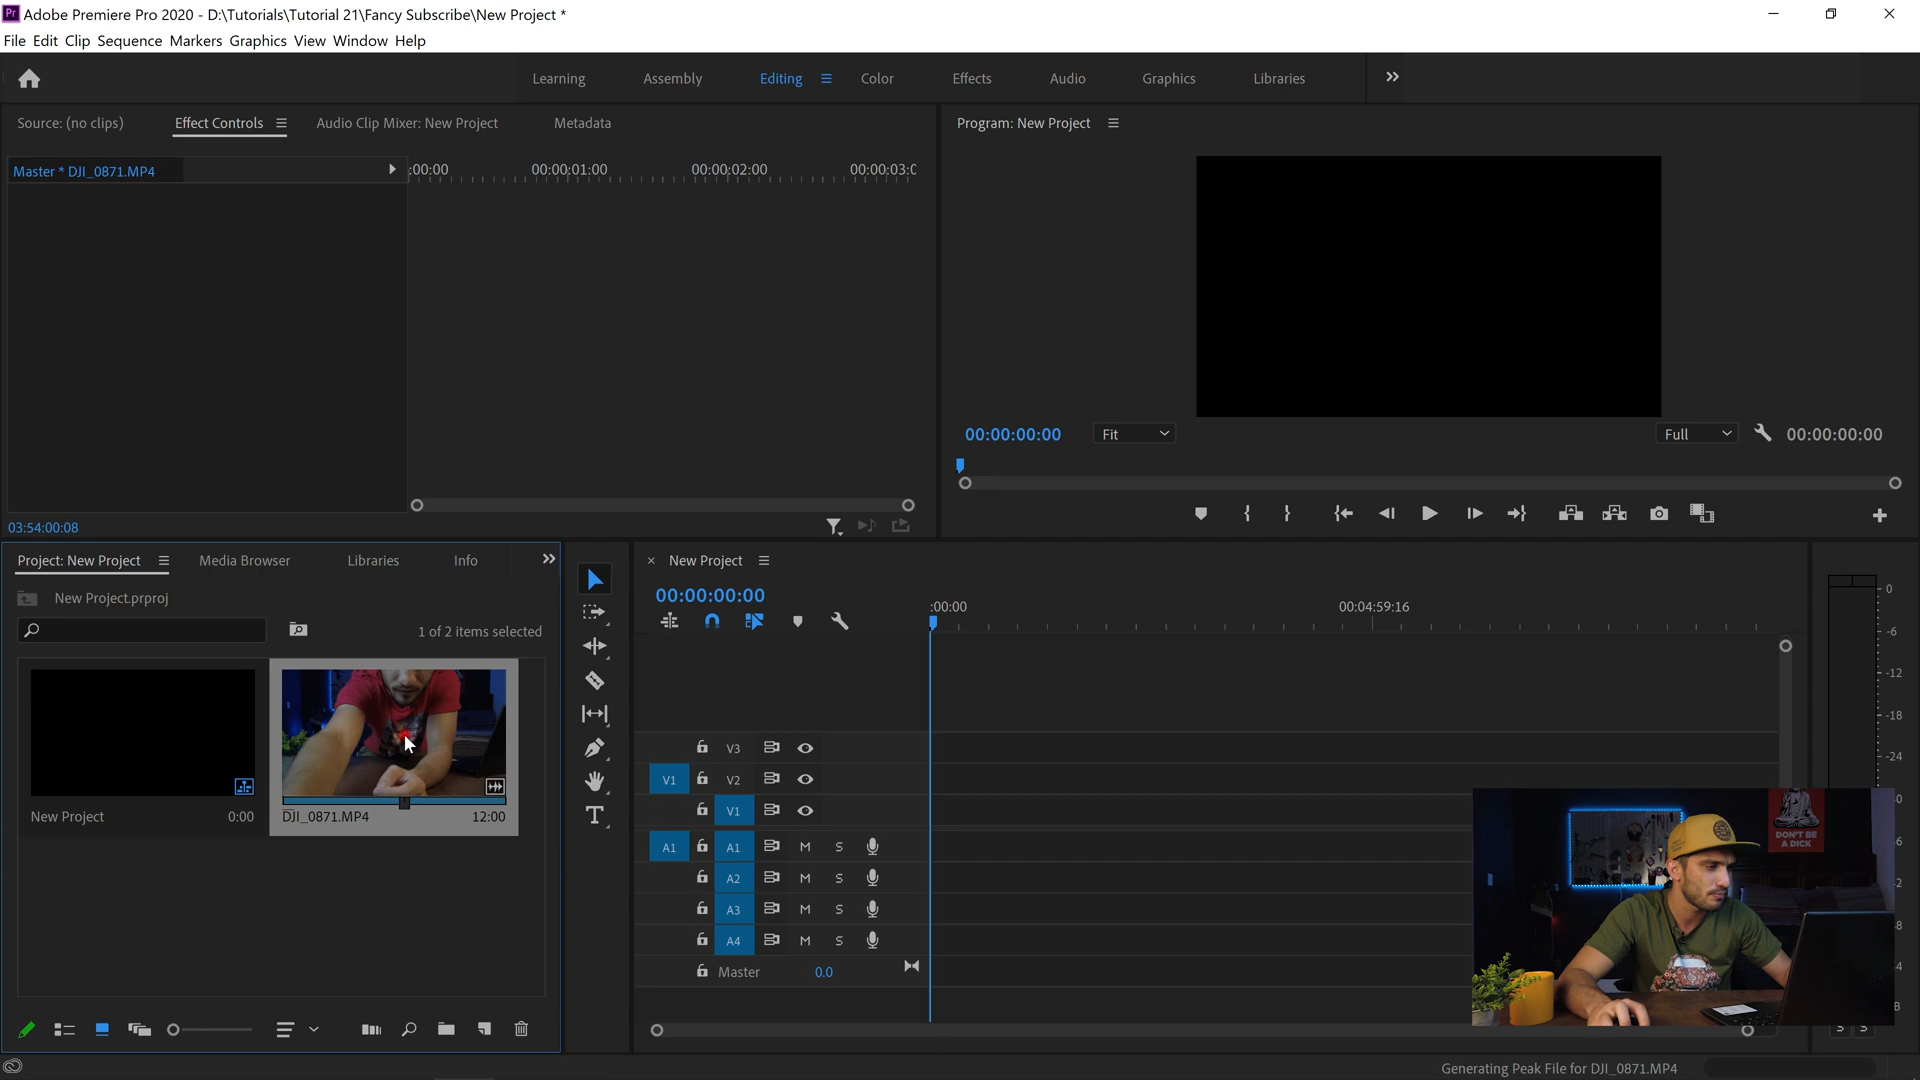 Pr Adobe Premiere Pro 2020 - D:\Tutorials\Tutorial 21\Fancy Subscribe\New Project *
File Edit Clip Sequence Markers Graphics View Window Help
Learning Assembly Editing Color Effects Audio Graphics Libraries
Source: (no clips) Effect Controls Audio Clip Mixer: New Project Metadata
Program: New Project
Master * DJI_0871.MP4
:00:00 00:00:01:00 00:00:02:00 00:00:03:0
00:00:00:00 Fit Full 00:00:00:00
03:54:00:08
Project: New Project Media Browser Libraries Info
New Project.prproj
1 of 2 items selected
New Project 0:00
DJI_0871.MP4 12:00
New Project
00:00:00:00
:00:00 00:04:59:16
V3
V1 V2
V1
A1 A1 M S
A2 M S
A3 M S
A4 M S
Master 0.0
T
0
-6
-12
-18
-24
DON'T BE
A DICK
S S
Generating Peak File for DJI_0871.MP4